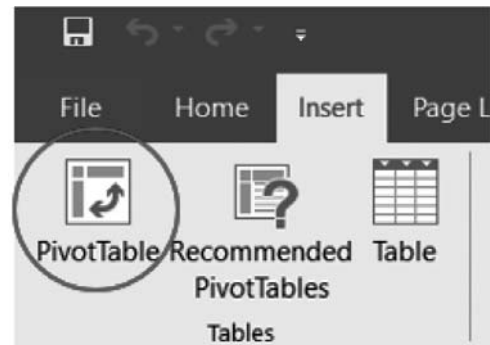 File Home Insert Page L
PivotTable Recommended Table
PivotTables
Tables